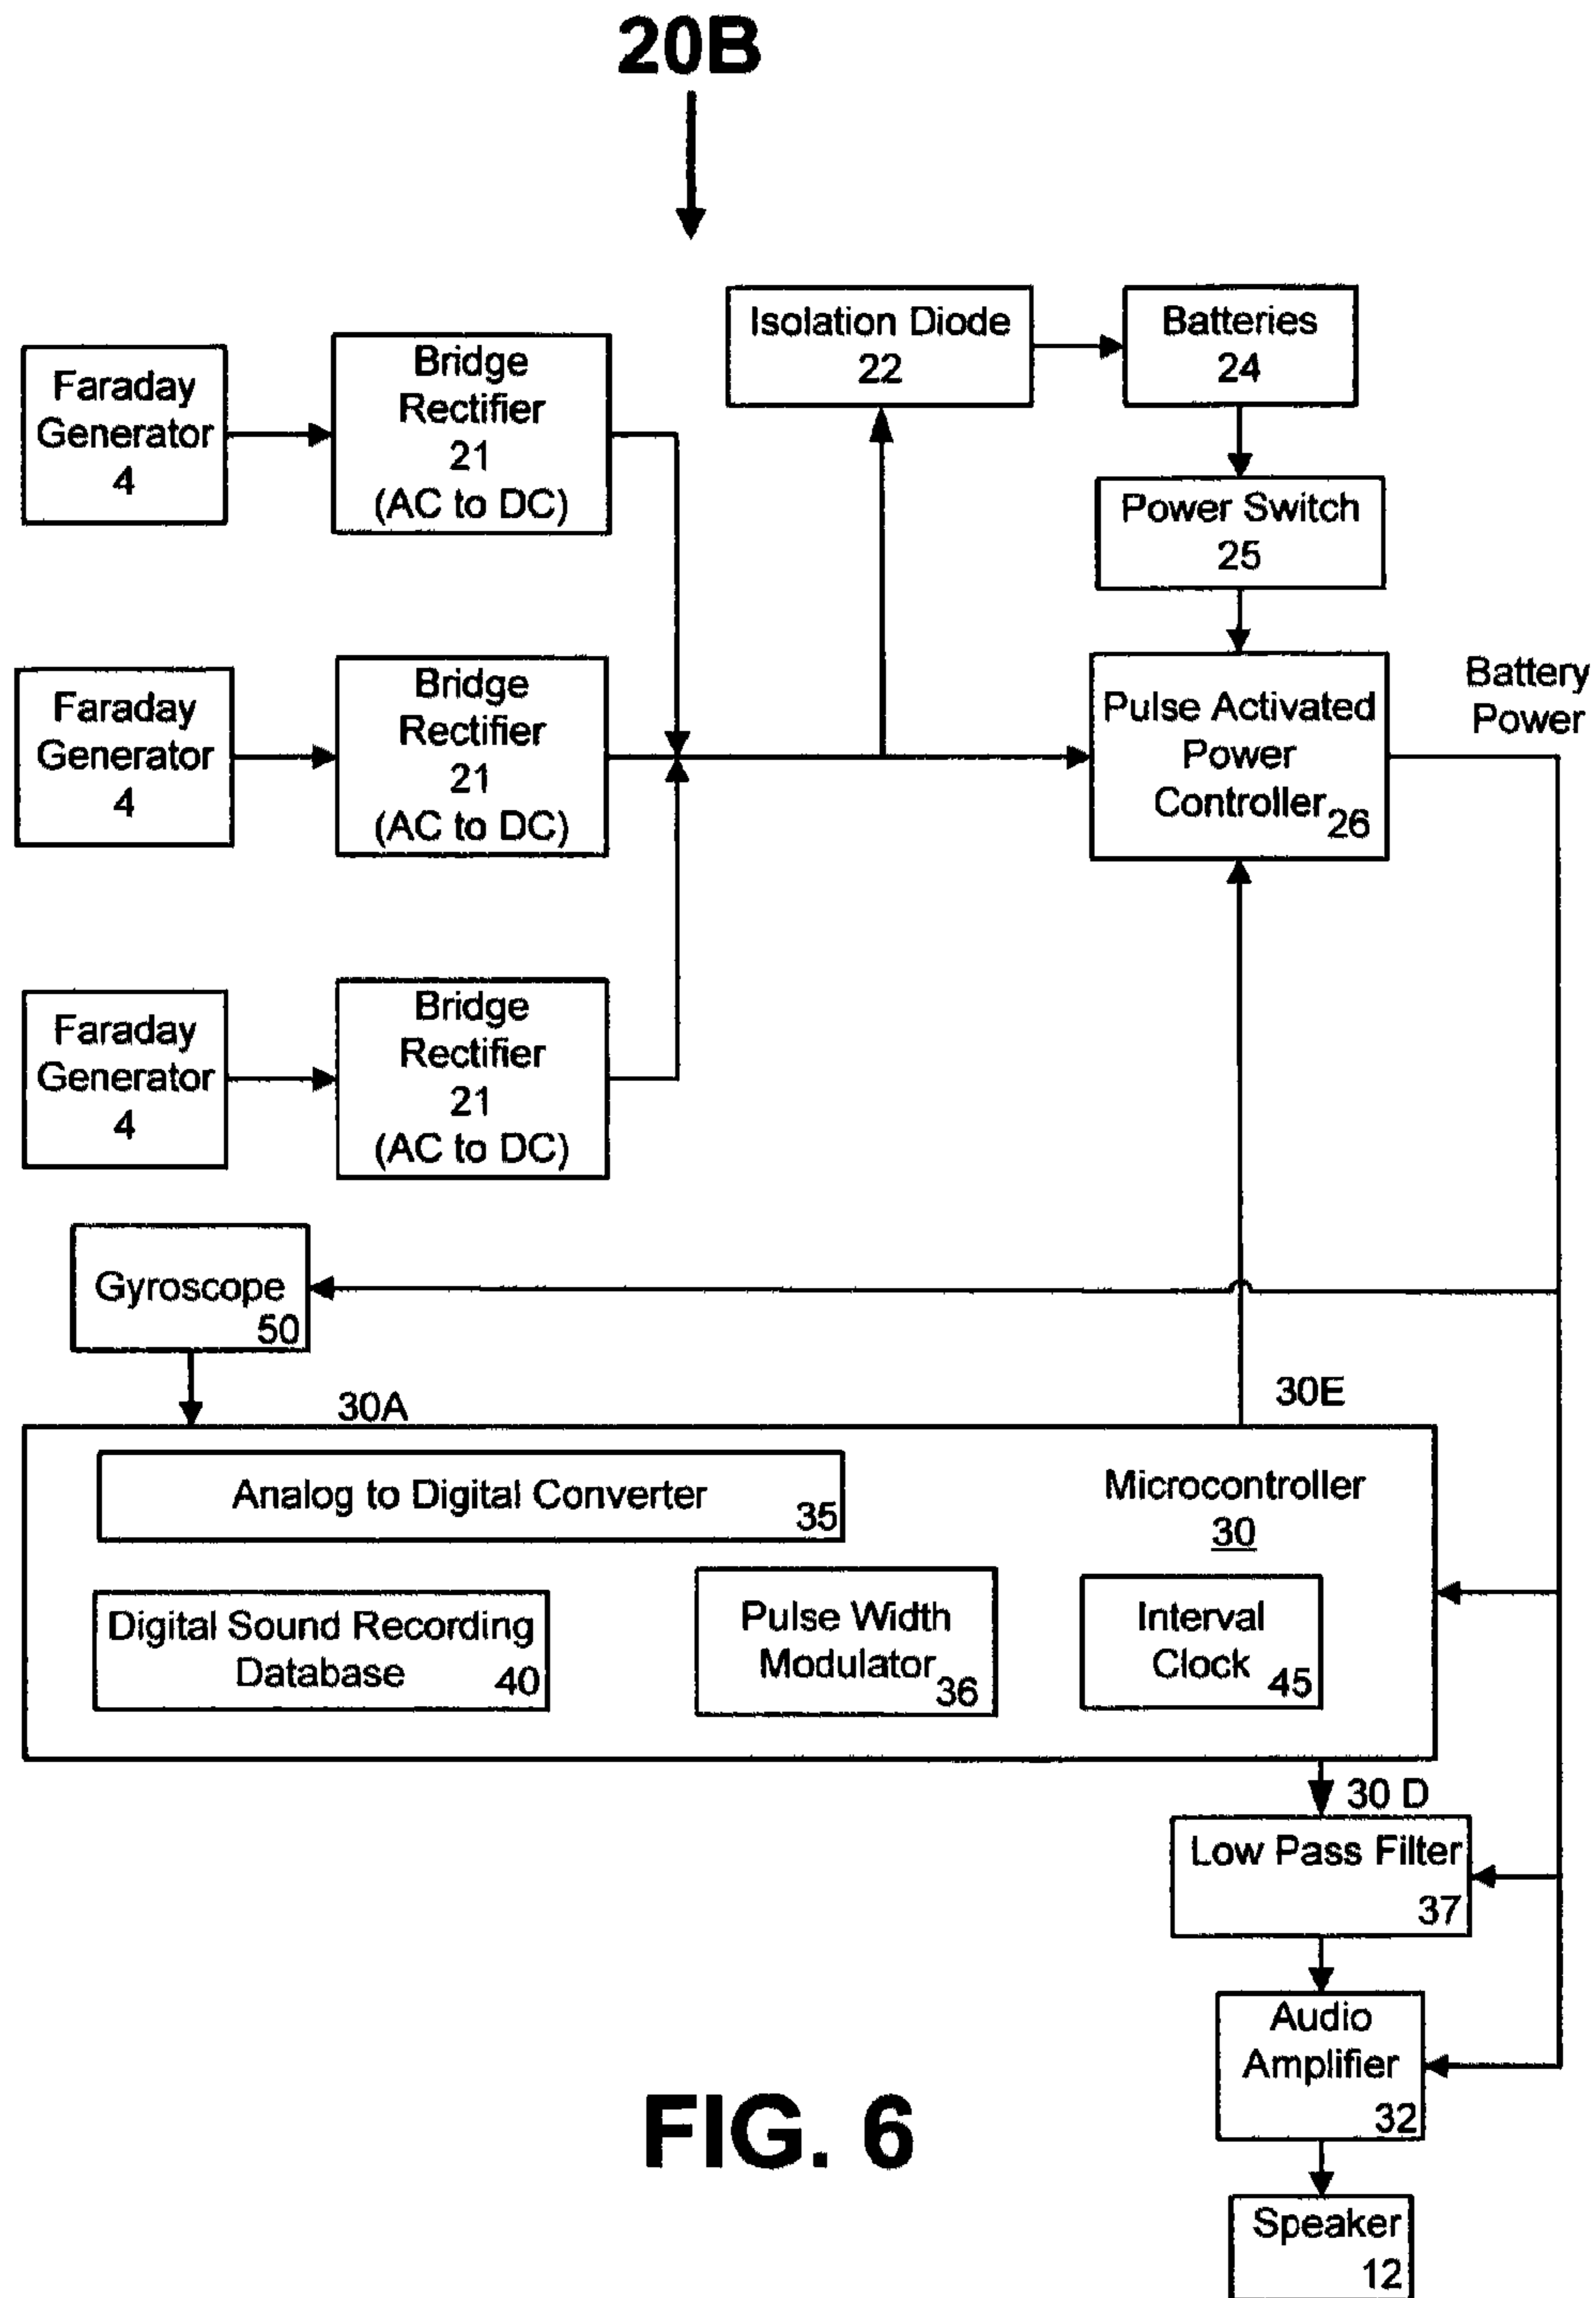 20B
Isolation Diode
22
Batteries
24
Faraday
Generator
4
Bridge
Rectifier
21
(AC to DC)
Power Switch
25
Faraday
Generator
4
Bridge
Rectifier
21
(AC to DC)
Pulse Activated
Power
Controller
26
Battery
Power
Faraday
Generator
4
Bridge
Rectifier
21
(AC to DC)
Gyroscope
50
30A
30E
Analog to Digital Converter
35
Microcontroller
30
Digital Sound Recording
Database
40
Pulse Width
Modulator
36
Interval
Clock
45
30 D
Low Pass Filter
37
Audio
Amplifier
32
FIG. 6
Speaker
12